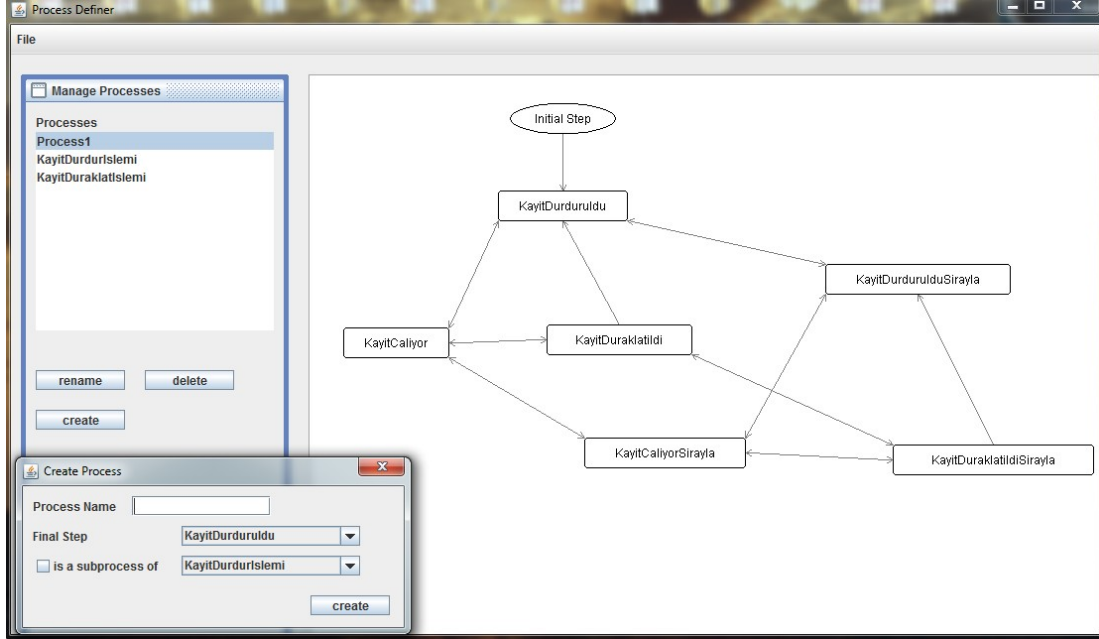 Process Definer
File
Manage Processes
Processes
Process1
KayitDurdurIslemi
KayitDuraklatIslemi
rename
delete
create
Initial Step
KayitDurduruldu
KayitDurdurulduSirayla
KayitCaliyor
KayitDuraklatildi
KayitCaliyorSirayla
KayitDuraklatildiSirayla
Create Process
Process Name
Final Step
KayitDurduruldu
is a subprocess of
KayitDurdurIslemi
create